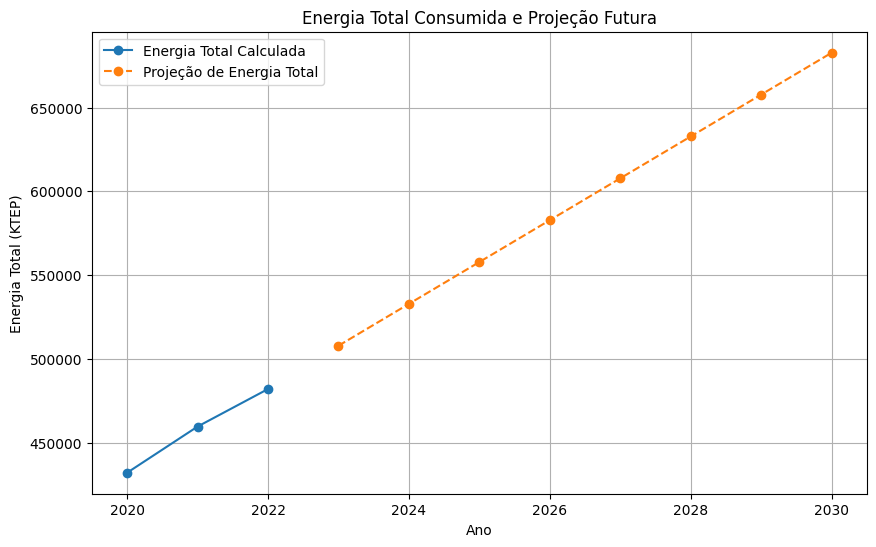 Energia Total Consumida e Projeção Futura
Energia Total Calculada
Projeção de Energia Total
Energia Total (KTEP)
650000
600000
550000
500000
450000
2020
2022
2024
2026
2028
2030
Ano